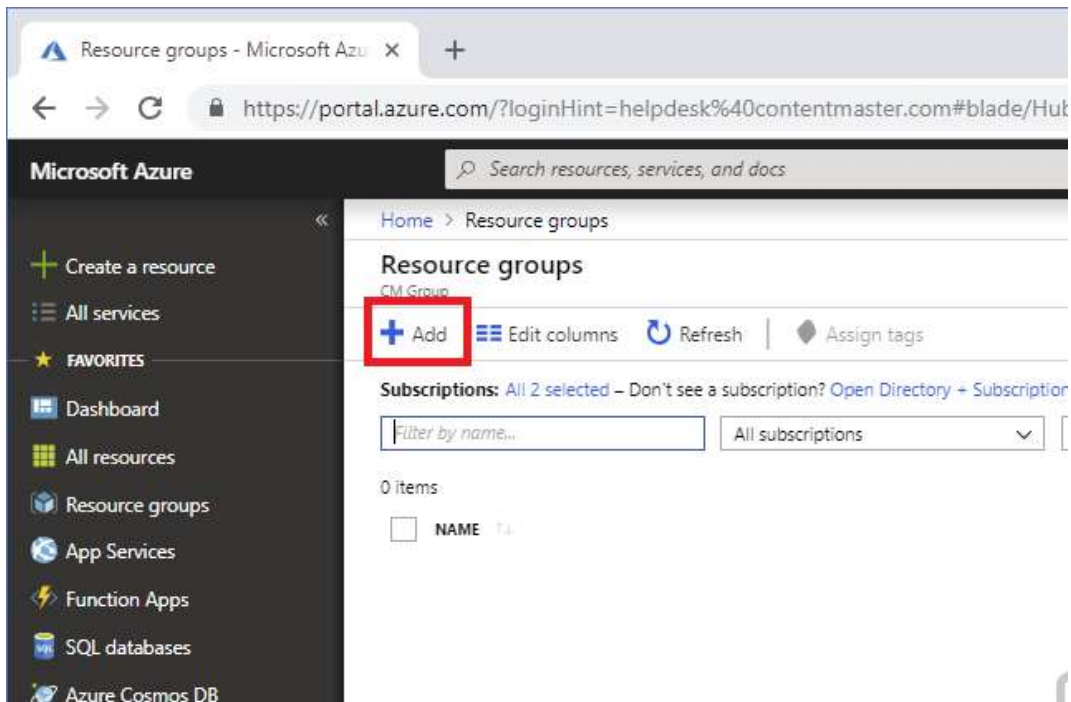 Resource groups - Microsoft Azu
https://portal.azure.com/?loginHint=helpdesk%40contentmaster.com#blade/Hub
Microsoft Azure
Search resources, services, and docs
Home > Resource groups
Create a resource
All services
FAVORITES
Dashboard
All resources
Resource groups
App Services
Function Apps
SQL databases
Azure Cosmos DB
Resource groups
CM Group
Add Edit columns Refresh Assign tags
Subscriptions: All 2 selected – Don't see a subscription? Open Directory + Subscription
Filter by name... All subscriptions
0 items
NAME